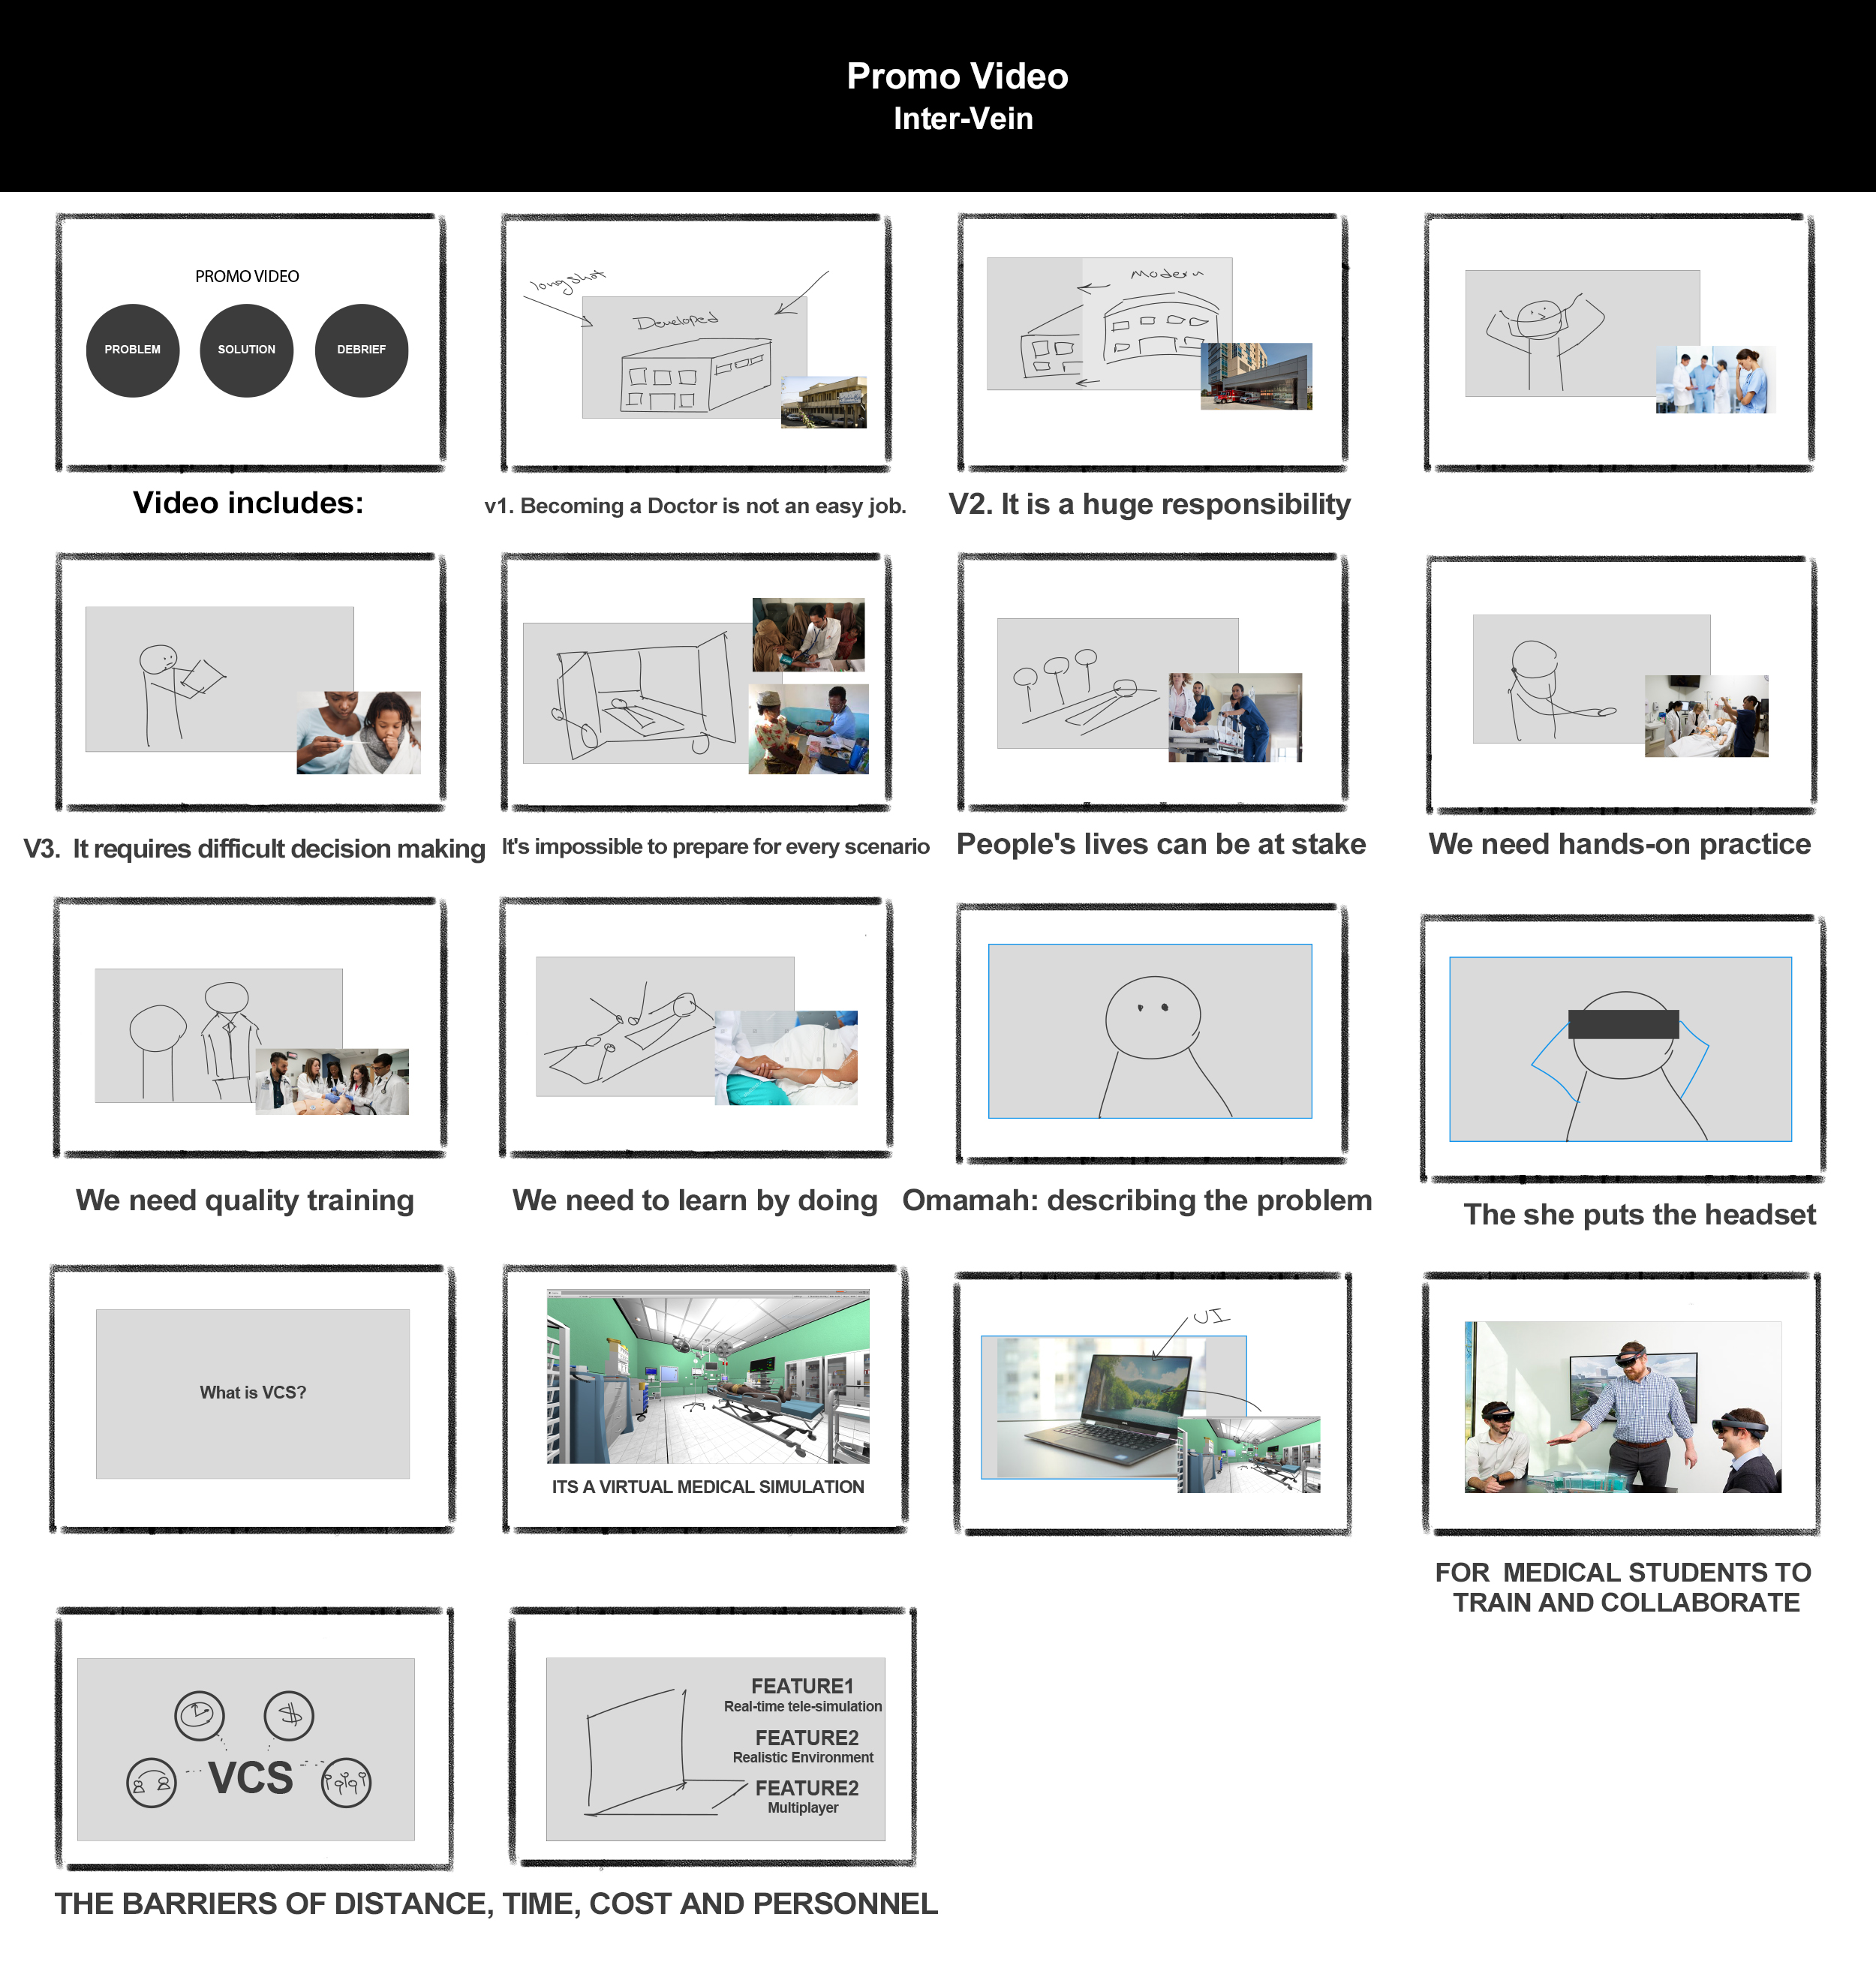 Promo Video
Inter-Vein
PROMO VIDEO
PROBLEM
SOLUTION
DEBRIEF
Video includes:
longshot
Developed
v1. Becoming a Doctor is not an easy job.
Modern
V2. It is a huge responsibility
V3.  It requires difficult decision making
It's impossible to prepare for every scenario
People's lives can be at stake
We need hands-on practice
We need quality training
We need to learn by doing
Omamah: describing the problem
The she puts the headset
What is VCS?
ITS A VIRTUAL MEDICAL SIMULATION
UI
FOR  MEDICAL STUDENTS TO
TRAIN AND COLLABORATE
$
VCS
FEATURE1
Real-time tele-simulation
FEATURE2
Realistic Environment
FEATURE2
Multiplayer
THE BARRIERS OF DISTANCE, TIME, COST AND PERSONNEL